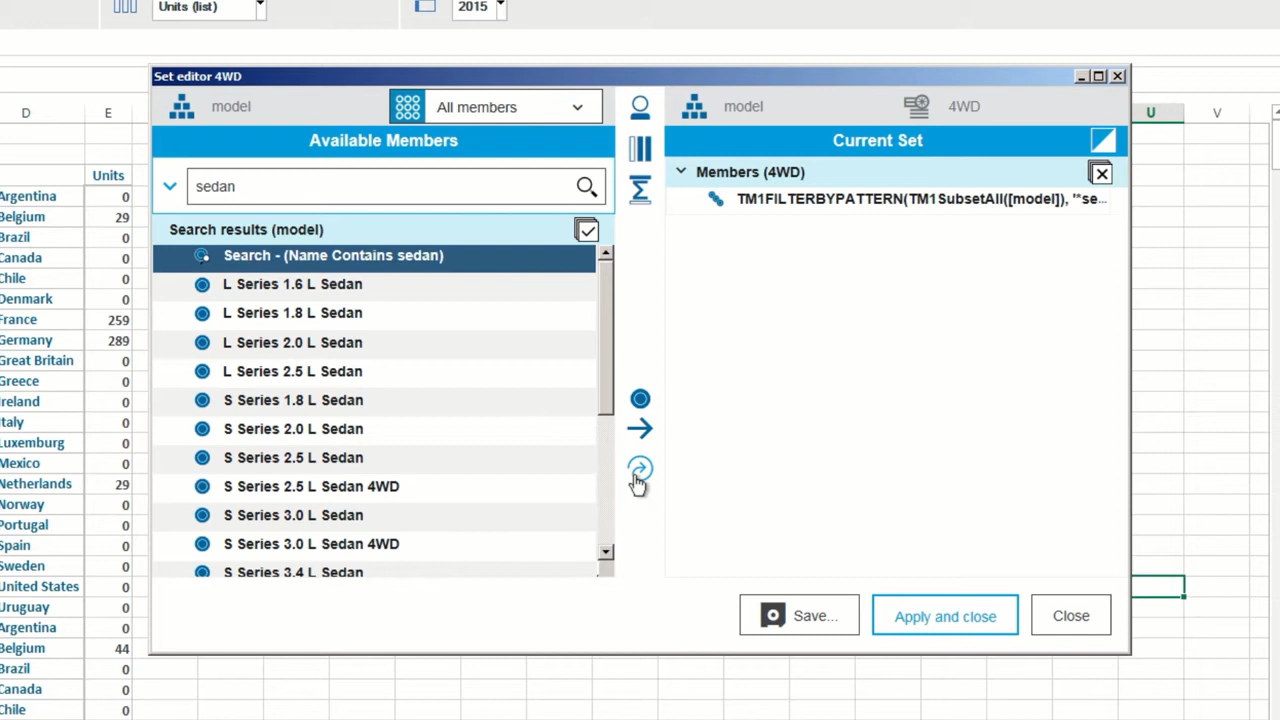 Units (list)
2015
Set editor 4WD
model
All members
model
4WD
Available Members
Current Set
sedan
Members (4WD)
TM1FILTERBYPATTERN(TM1SubsetAll([model]), '*se...
Search results (model)
Search - (Name Contains sedan)
L Series 1.6 L Sedan
L Series 1.8 L Sedan
L Series 2.0 L Sedan
L Series 2.5 L Sedan
S Series 1.8 L Sedan
S Series 2.0 L Sedan
S Series 2.5 L Sedan
S Series 2.5 L Sedan 4WD
S Series 3.0 L Sedan
S Series 3.0 L Sedan 4WD
S Series 3.4 L Sedan
Save...
Apply and close
Close
D
E
U
V
Units
Argentina 0
Belgium 29
Brazil 0
Canada 0
Chile 0
Denmark 0
France 259
Germany 289
Great Britain 0
Greece 0
Ireland 0
Italy 0
Luxemburg 0
Mexico 0
Netherlands 29
Norway 0
Portugal 0
Spain 0
Sweden 0
United States 0
Uruguay 0
Argentina 0
Belgium 44
Brazil 0
Canada 0
Chile 0